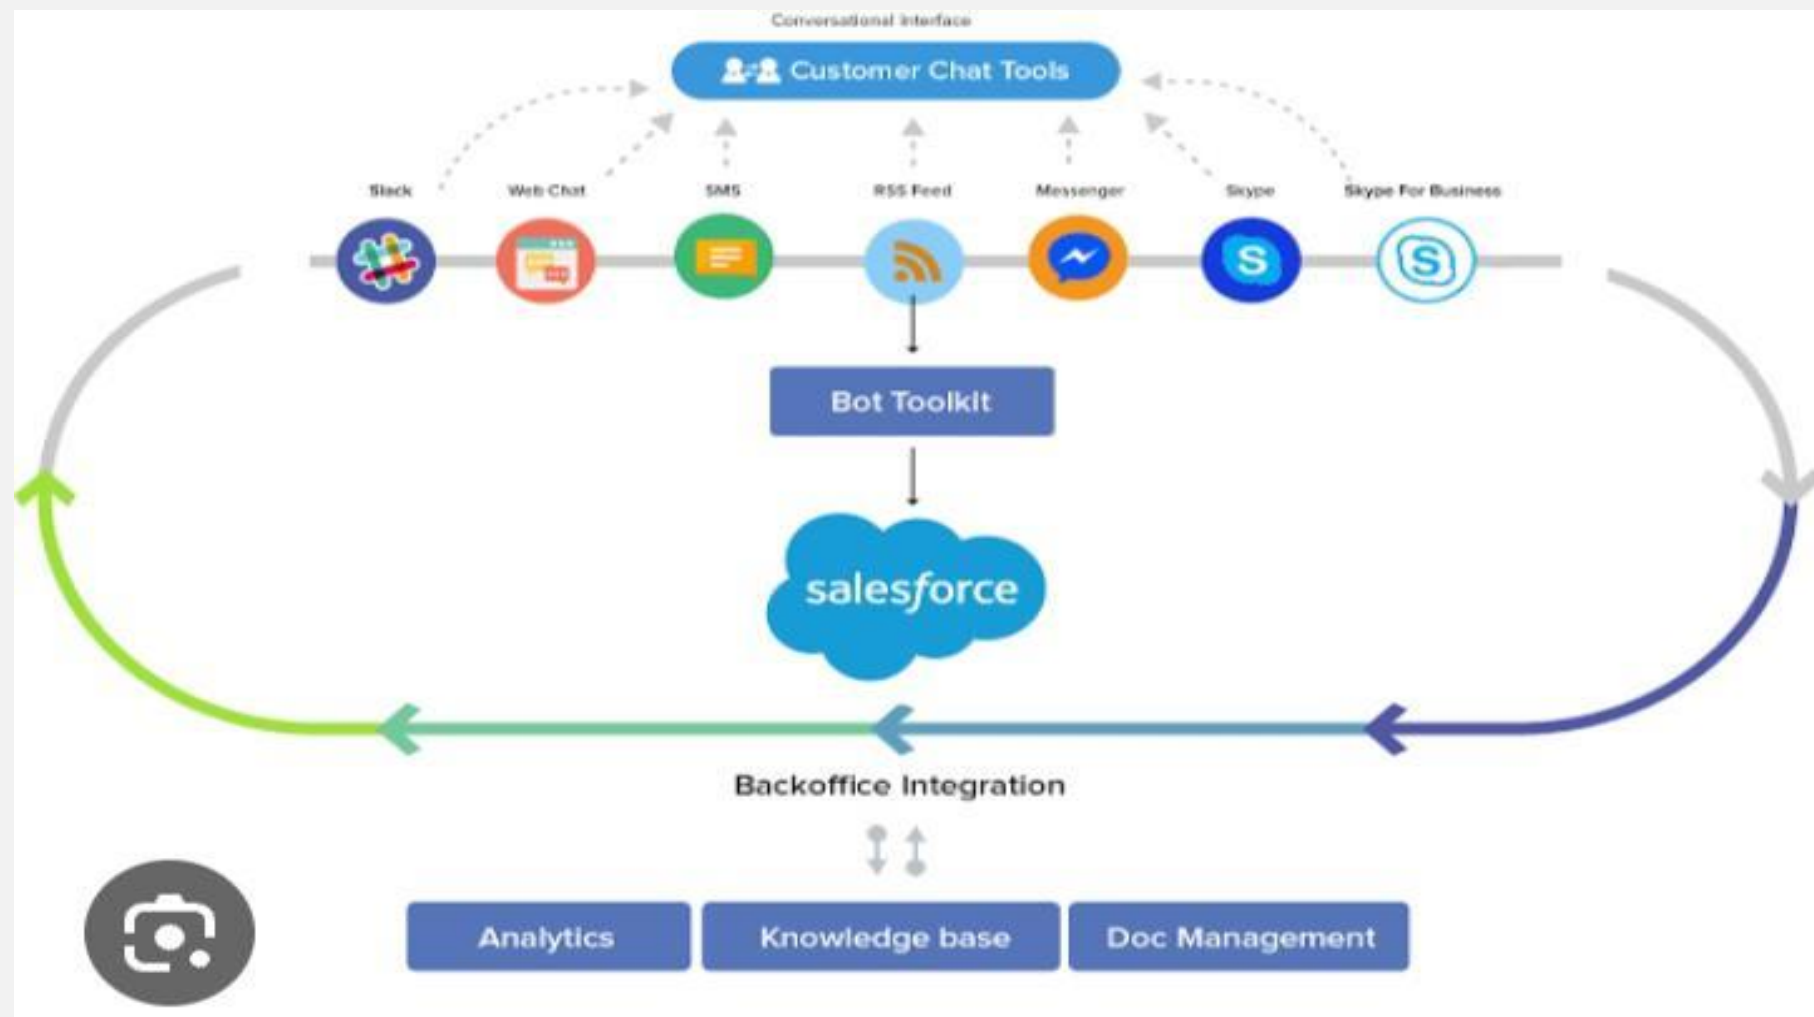 Conversational Interface
Customer Chat Tools
Slack
Web Chat
SMS
RSS Feed
Messenger
Skype
Skype For Business
S
S
Bot Toolkit
salesforce
Backoffice Integration
Analytics
Knowledge base
Doc Management